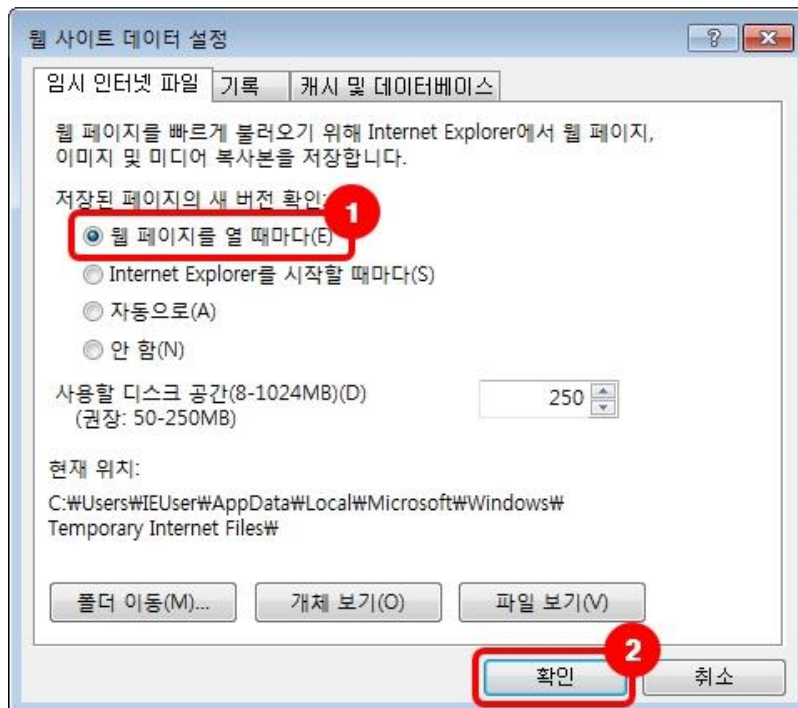 웹 사이트 데이터 설정
임시 인터넷 파일 기록 캐시 및 데이터베이스
웹 페이지를 빠르게 불러오기 위해 Internet Explorer에서 웹 페이지,
이미지 및 미디어 복사본을 저장합니다.
저장된 페이지의 새 버전 확인:
1
웹 페이지를 열 때마다(E)
Internet Explorer를 시작할 때마다(S)
자동으로(A)
안 함(N)
사용할 디스크 공간(8-1024MB)(D) 250
(권장: 50-250MB)
현재 위치:
C:₩Users₩IEUser₩AppData₩Local₩Microsoft₩Windows₩
Temporary Internet Files₩
폴더 이동(M)... 개체 보기(O) 파일 보기(V)
2
확인 취소